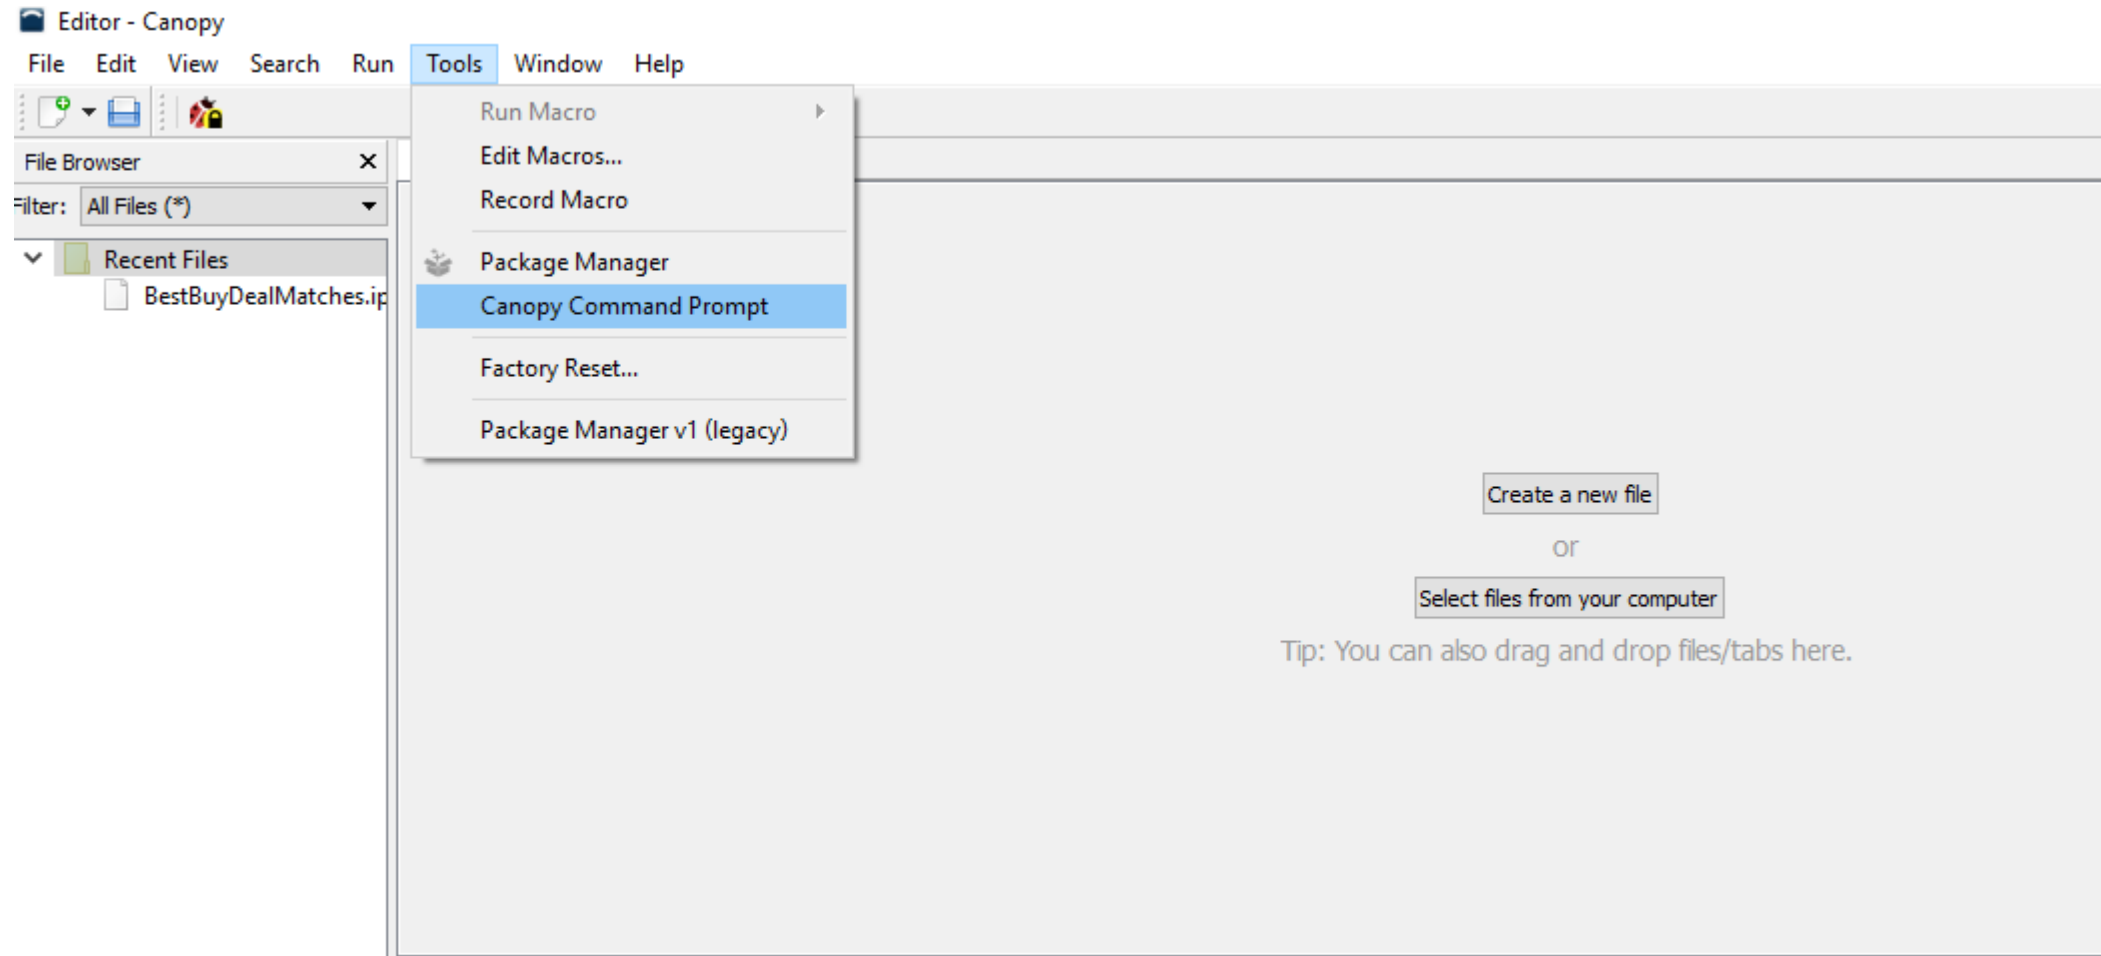 Editor - Canopy
File Edit View Search Run Tools Window Help
File Browser
Filter: All Files (*)
Recent Files
BestBuyDealMatches.ip
Run Macro
Edit Macros...
Record Macro
Package Manager
Canopy Command Prompt
Factory Reset...
Package Manager v1 (legacy)
Create a new file
or
Select files from your computer
Tip: You can also drag and drop files/tabs here.